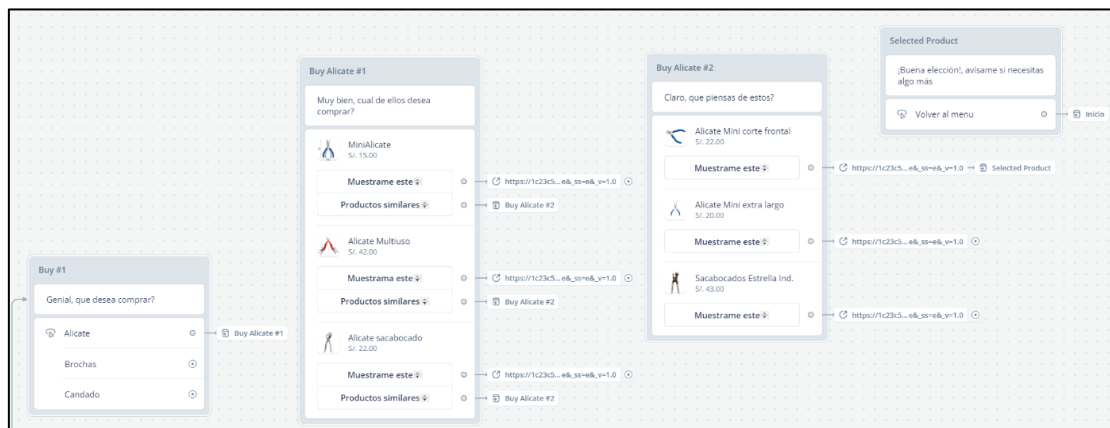 Buy #1
Genial, que desea comprar?
Alicate
Buy Alicate #1
Brochas
Candado
Buy Alicate #1
Muy bien, cual de ellos desea
comprar?
MiniAlicate
S/. 15.00
Muestrame este
https://1c23c5... e&_ss=e&_v=1.0
Productos similares
Buy Alicate #2
Alicate Multiuso
S/. 42.00
Muestrama este
https://1c23c5... e&_ss=e&_v=1.0
Productos similares
Buy Alicate #2
Alicate sacabocado
S/. 22.00
Muestrame este
https://1c23c5... e&_ss=e&_v=1.0
Productos similares
Buy Alicate #2
Buy Alicate #2
Claro, que piensas de estos?
Alicate Mini corte frontal
S/. 22.00
Muestrame este
https://1c23c5... e&_ss=e&_v=1.0
Selected Product
Alicate Mini extra largo
S/. 20.00
Muestrame este
https://1c23c5... e&_ss=e&_v=1.0
Sacabocados Estrella Ind.
S/. 43.00
Muestrame este
https://1c23c5... e&_ss=e&_v=1.0
Selected Product
¡Buena elección!, avísame si necesitas
algo más
Volver al menu
Inicio